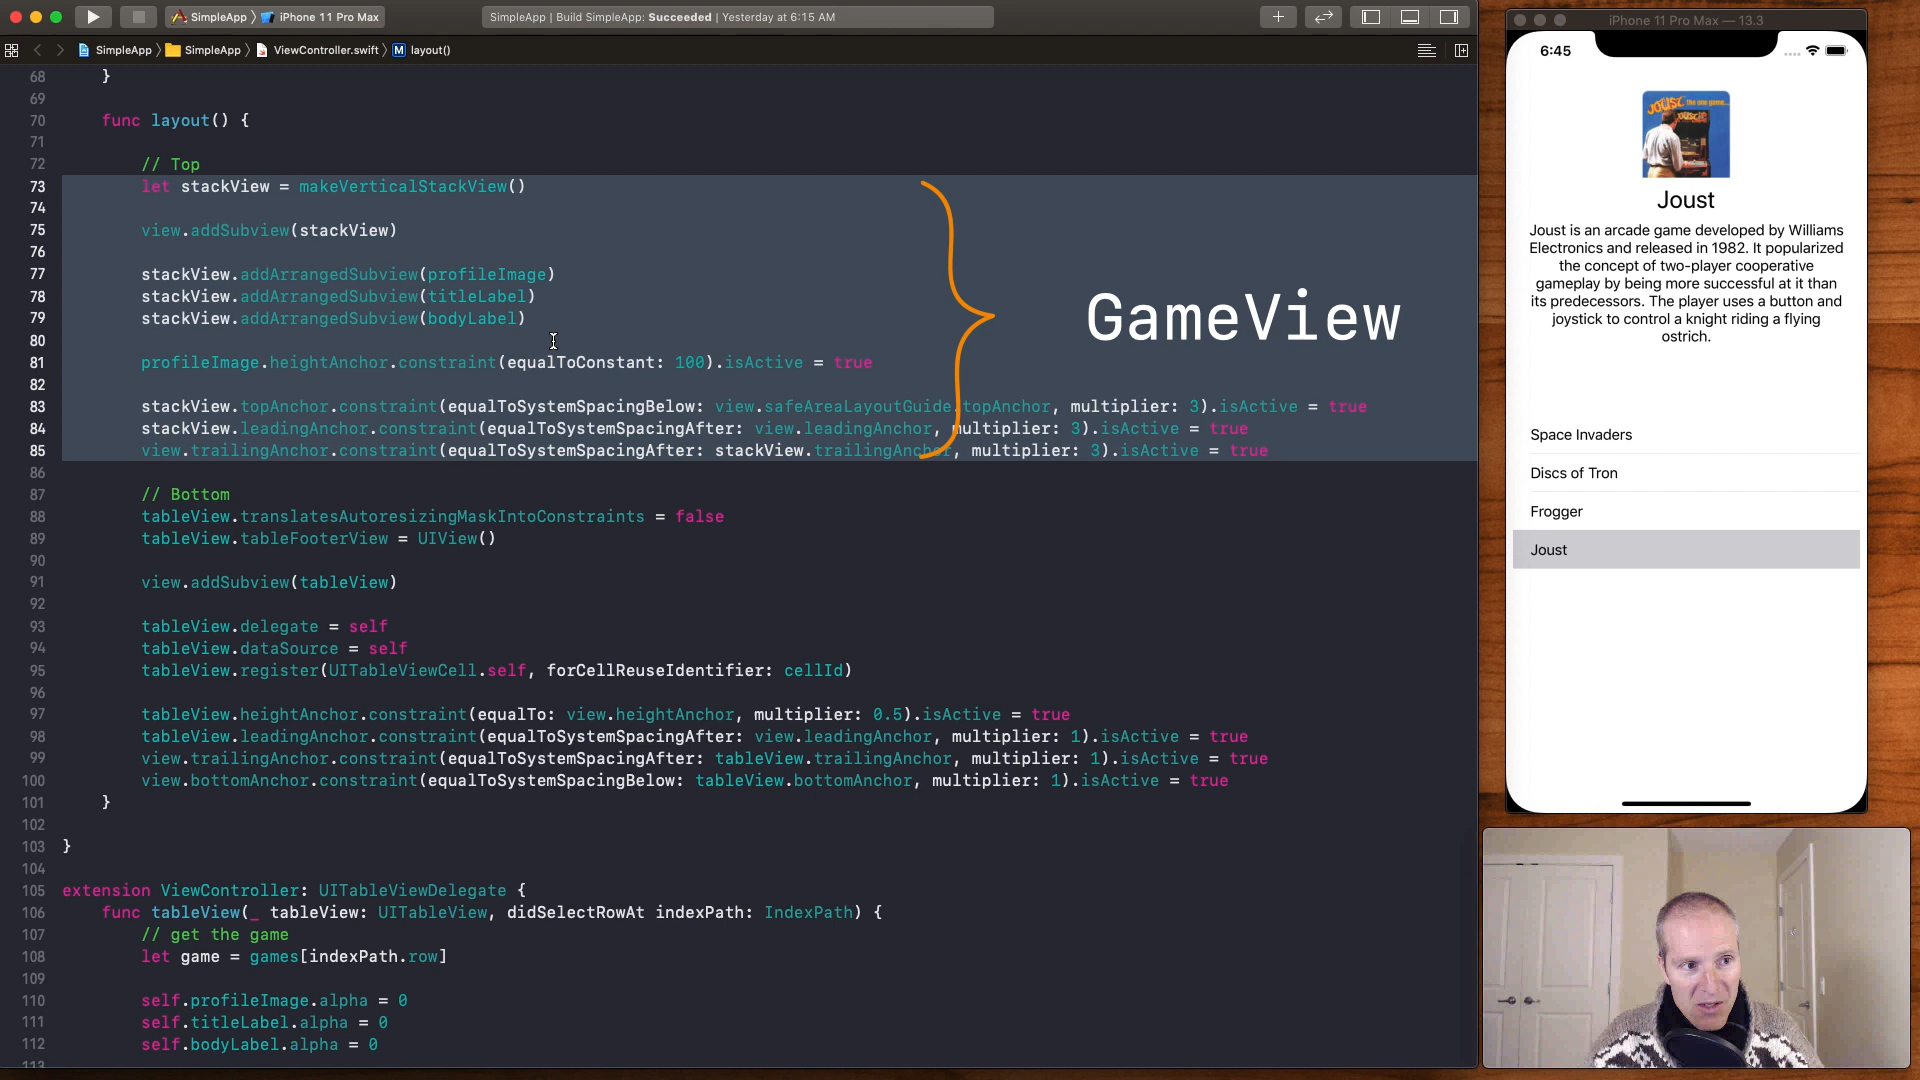 SimpleApp iPhone 11 Pro Max
SimpleApp | Build SimpleApp: Succeeded | Yesterday at 6:15 AM
SimpleApp SimpleApp ViewController.swift M layout()
68 }
69
70 func layout() {
71
72 // Top
73 let stackView = makeVerticalStackView()
74
75 view.addSubview(stackView)
76
77 stackView.addArrangedSubview(profileImage)
78 stackView.addArrangedSubview(titleLabel)
79 stackView.addArrangedSubview(bodyLabel)
80
81 profileImage.heightAnchor.constraint(equalToConstant: 100).isActive = true
82
83 stackView.topAnchor.constraint(equalToSystemSpacingBelow: view.safeAreaLayoutGuide.topAnchor, multiplier: 3).isActive = true
84 stackView.leadingAnchor.constraint(equalToSystemSpacingAfter: view.leadingAnchor, multiplier: 3).isActive = true
85 view.trailingAnchor.constraint(equalToSystemSpacingAfter: stackView.trailingAnchor, multiplier: 3).isActive = true
86
87 // Bottom
88 tableView.translatesAutoresizingMaskIntoConstraints = false
89 tableView.tableFooterView = UIView()
90
91 view.addSubview(tableView)
92
93 tableView.delegate = self
94 tableView.dataSource = self
95 tableView.register(UITableViewCell.self, forCellReuseIdentifier: cellId)
96
97 tableView.heightAnchor.constraint(equalTo: view.heightAnchor, multiplier: 0.5).isActive = true
98 tableView.leadingAnchor.constraint(equalToSystemSpacingAfter: view.leadingAnchor, multiplier: 1).isActive = true
99 view.trailingAnchor.constraint(equalToSystemSpacingAfter: tableView.trailingAnchor, multiplier: 1).isActive = true
100 view.bottomAnchor.constraint(equalToSystemSpacingBelow: tableView.bottomAnchor, multiplier: 1).isActive = true
101 }
102
103 }
104
105 extension ViewController: UITableViewDelegate {
106 func tableView(_ tableView: UITableView, didSelectRowAt indexPath: IndexPath) {
107 // get the game
108 let game = games[indexPath.row]
109
110 self.profileImage.alpha = 0
111 self.titleLabel.alpha = 0
112 self.bodyLabel.alpha = 0
113
GameView
iPhone 11 Pro Max — 13.3
6:45
JOUST the one game...
Joust
Joust is an arcade game developed by Williams
Electronics and released in 1982. It popularized
the concept of two-player cooperative
gameplay by being more successful at it than
its predecessors. The player uses a button and
joystick to control a knight riding a flying
ostrich.
Space Invaders
Discs of Tron
Frogger
Joust